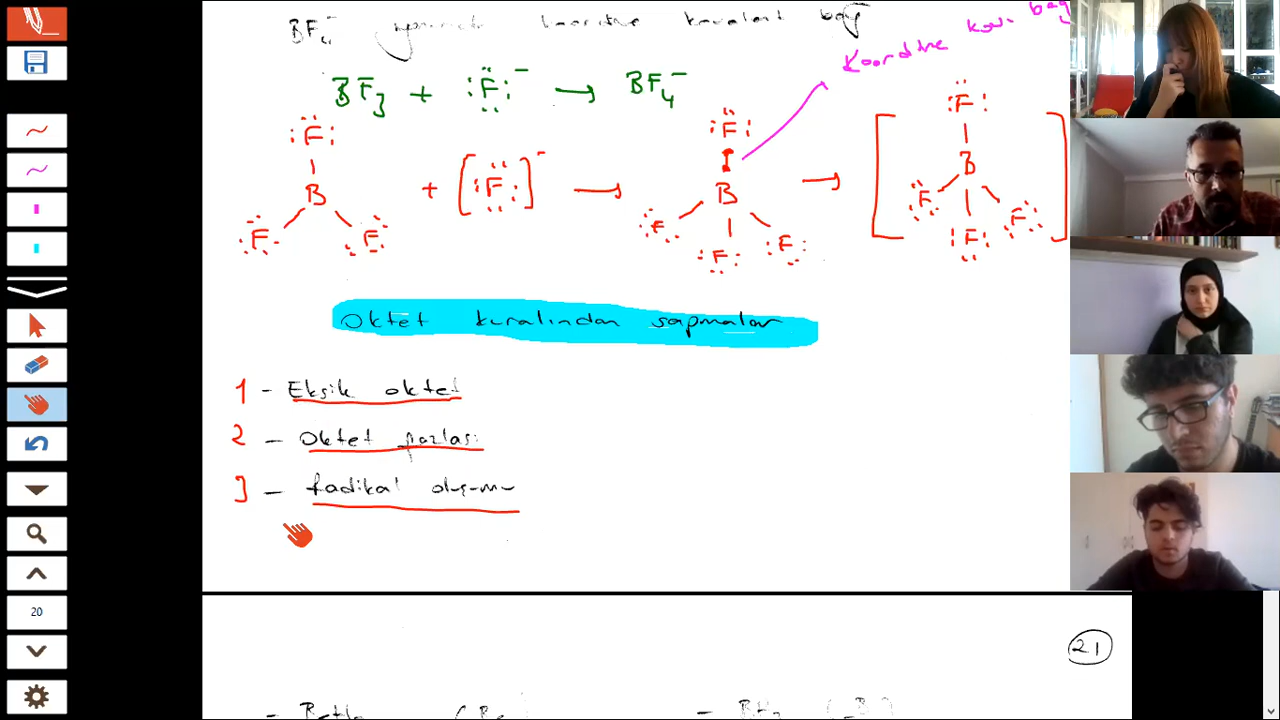 BF₄⁻ koordine kovalent bağ
Koordine kov. bağ
BF₃ + :F̈:⁻ → BF₄⁻
F F F
B + [F]⁻ → B → B
F F F F F F F F
Oktet kuralından sapmalar
1 - Eksik oktet
2 - Oktet fazlası
3 - Radikal oluşumu
20
21